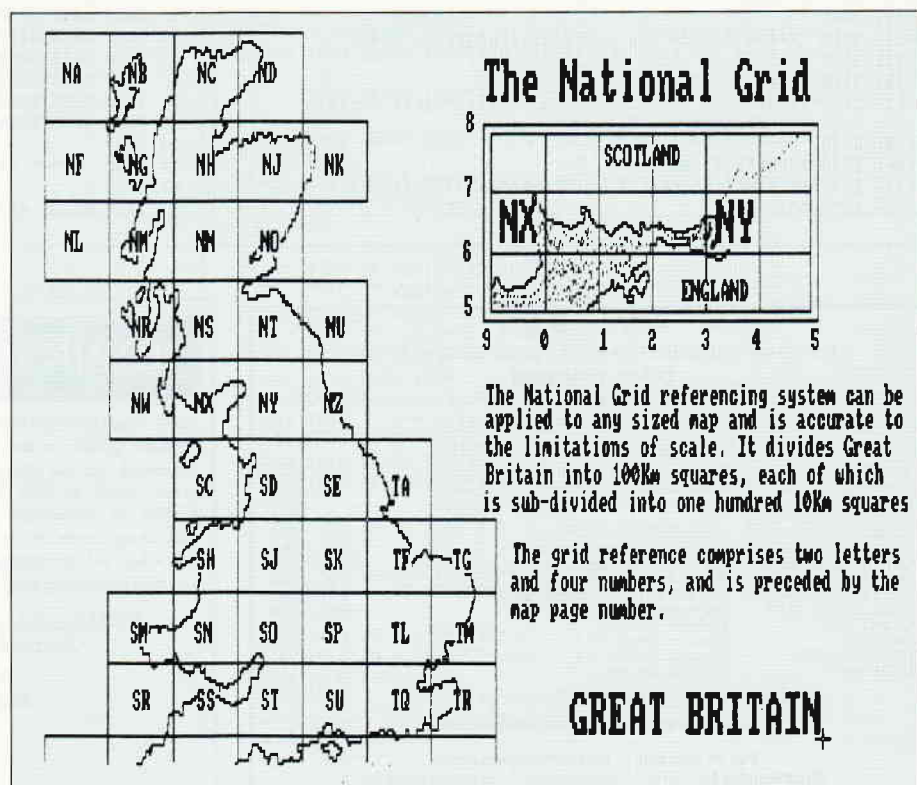 The National Grid
NA NB NC ND
NF NG NH NJ NK
NL NM NN NO
NR NS NT MU
NW NX NY NZ
SC SD SE TA
SH SJ SK TF TG
SM SN SO SP TL TM
SR SS ST SU TQ TR
8
7
6
5
SCOTLAND
NX NY
ENGLAND
9 0 1 2 3 4 5
The National Grid referencing system can be
applied to any sized map and is accurate to
the limitations of scale. It divides Great
Britain into 100Km squares, each of which
is sub-divided into one hundred 10Km squares
The grid reference comprises two letters
and four numbers, and is preceded by the
map page number.
GREAT BRITAIN